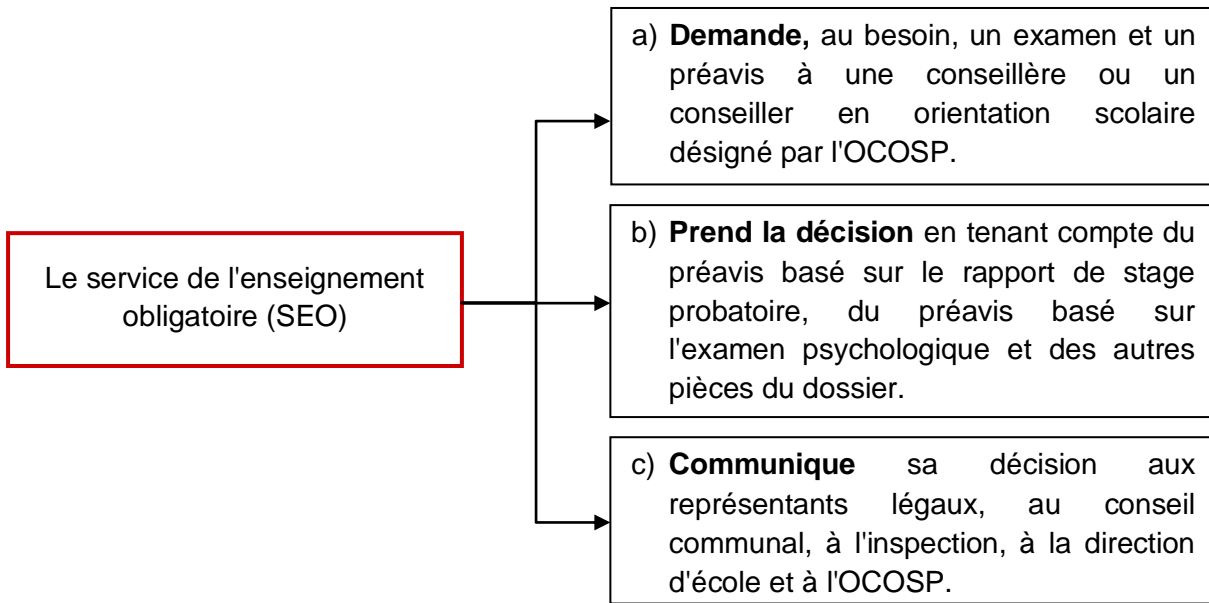 Le service de l'enseignement
obligatoire (SEO)
a) Demande, au besoin, un examen et un
préavis à une conseillère ou un
conseiller en orientation scolaire
désigné par l'OCOSP.
b) Prend la décision en tenant compte du
préavis basé sur le rapport de stage
probatoire, du préavis basé sur
l'examen psychologique et des autres
pièces du dossier.
c) Communique sa décision aux
représentants légaux, au conseil
communal, à l'inspection, à la direction
d'école et à l'OCOSP.